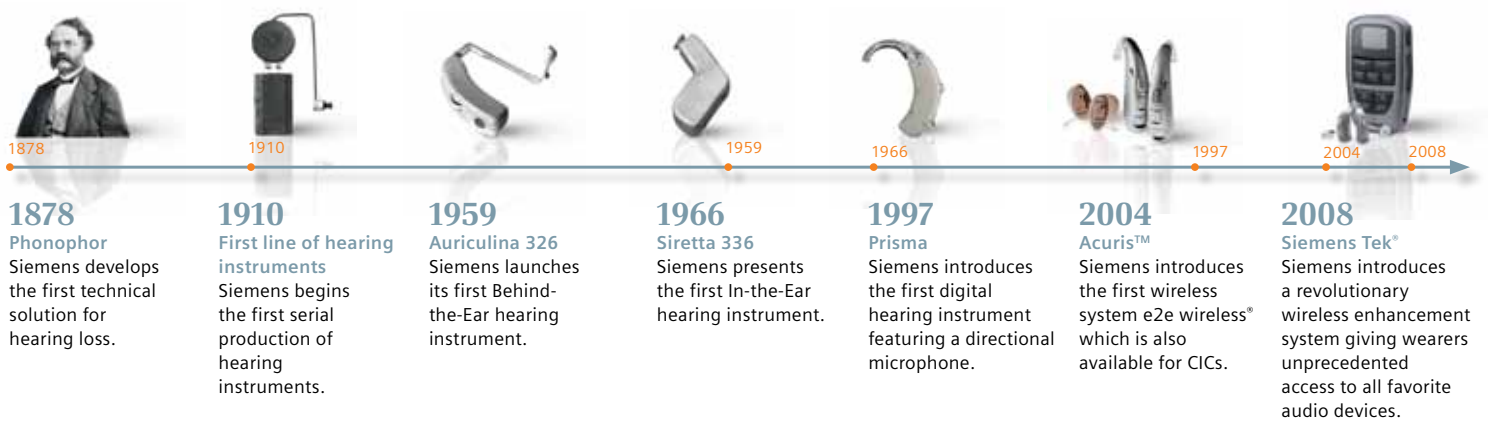 1878
1910
1959
1966
1997
2004
2008
1878
Phonophor
Siemens develops
the first technical
solution for
hearing loss.
1910
First line of hearing
instruments
Siemens begins
the first serial
production of
hearing
instruments.
1959
Auriculina 326
Siemens launches
its first Behind-
the-Ear hearing
instrument.
1966
Siretta 336
Siemens presents
the first In-the-Ear
hearing instrument.
1997
Prisma
Siemens introduces
the first digital
hearing instrument
featuring a directional
microphone.
2004
Acuris™
Siemens introduces
the first wireless
system e2e wireless®
which is also
available for CICs.
2008
Siemens Tek®
Siemens introduces
a revolutionary
wireless enhancement
system giving wearers
unprecedented
access to all favorite
audio devices.